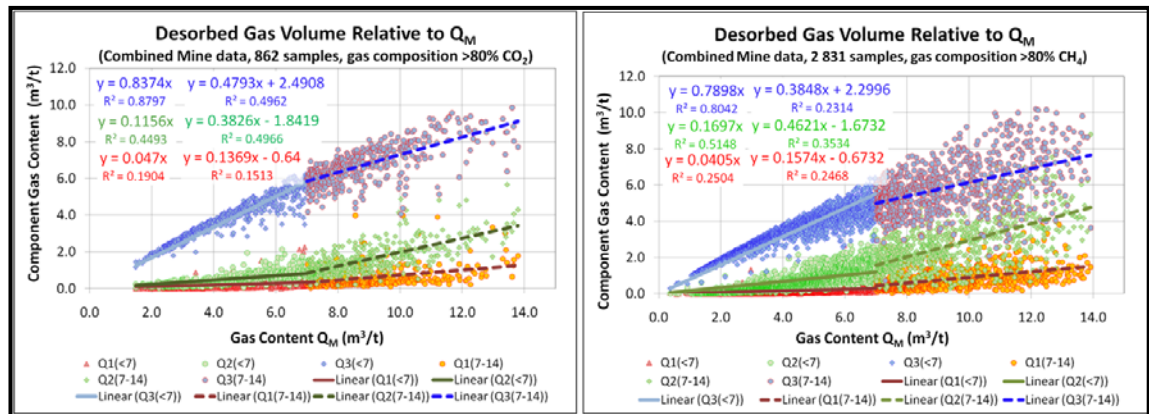 Desorbed Gas Volume Relative to QM
(Combined Mine data, 862 samples, gas composition >80% CO2)
Component Gas Content (m³/t)
12.0
10.0
8.0
6.0
4.0
2.0
0.0
y = 0.8374x y = 0.4793x + 2.4908
R² = 0.8797 R² = 0.4962
y = 0.1156x y = 0.3826x - 1.8419
R² = 0.4493 R² = 0.4966
y = 0.047x y = 0.1369x - 0.64
R² = 0.1904 R² = 0.1513
0.0 2.0 4.0 6.0 8.0 10.0 12.0 14.0
Gas Content QM (m³/t)
Q1(<7) Q2(<7) Q3(<7) Q1(7-14)
Q2(7-14) Q3(7-14) Linear (Q1(<7)) Linear (Q2(<7))
Linear (Q3(<7)) Linear (Q1(7-14)) Linear (Q2(7-14)) Linear (Q3(7-14))
Desorbed Gas Volume Relative to QM
(Combined Mine data, 2 831 samples, gas composition >80% CH4)
Component Gas Content (m³/t)
12.0
10.0
8.0
6.0
4.0
2.0
0.0
y = 0.7898x y = 0.3848x + 2.2996
R² = 0.8042 R² = 0.2314
y = 0.1697x y = 0.4621x - 1.6732
R² = 0.5148 R² = 0.3534
y = 0.0405x y = 0.1574x - 0.6732
R² = 0.2504 R² = 0.2468
0.0 2.0 4.0 6.0 8.0 10.0 12.0 14.0
Gas Content QM (m³/t)
Q1(<7) Q2(<7) Q3(<7) Q1(7-14)
Q2(7-14) Q3(7-14) Linear (Q1(<7)) Linear (Q2(<7))
Linear (Q3(<7)) Linear (Q1(7-14)) Linear (Q2(7-14)) Linear (Q3(7-14))